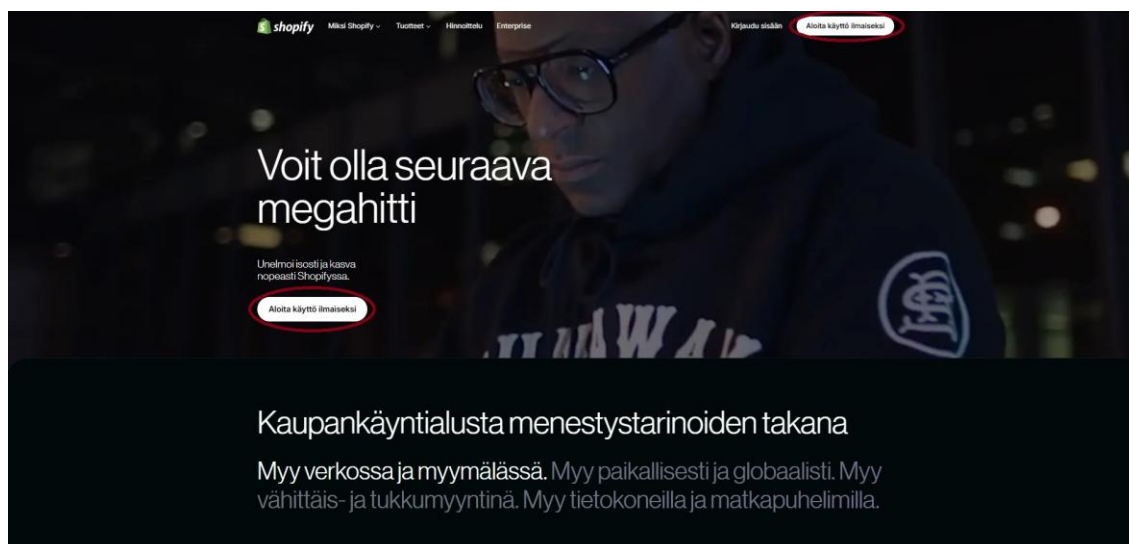 shopify Miksi Shopify Tuotteet Hinnoittelu Enterprise Kirjaudu sisään Aloita käyttö ilmaiseksi
Voit olla seuraava
megahitti
Unelmoi isosti ja kasva
nopeasti Shopifyssa.
Aloita käyttö ilmaiseksi
Kaupankäyntialusta menestystarinoiden takana
Myy verkossa ja myymälässä. Myy paikallisesti ja globaalisti. Myy
vähittäis- ja tukkumyyntinä. Myy tietokoneilla ja matkapuhelimilla.